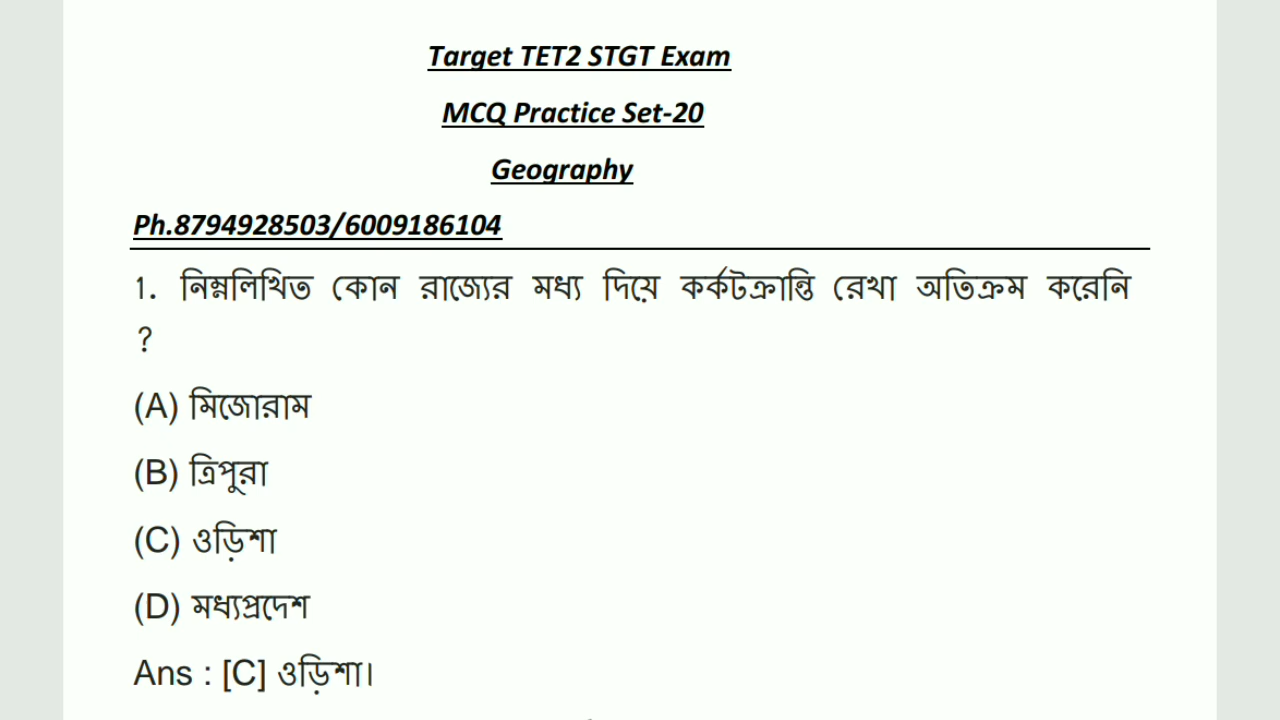 Target TET2 STGT Exam
MCQ Practice Set-20
Geography
Ph.8794928503/6009186104
1. নিম্নলিখিত কোন রাজ্যের মধ্য দিয়ে কর্কটক্রান্তি রেখা অতিক্রম করেনি
?
(A) মিজোরাম
(B) ত্রিপুরা
(C) ওড়িশা
(D) মধ্যপ্রদেশ
Ans : [C] ওড়িশা।